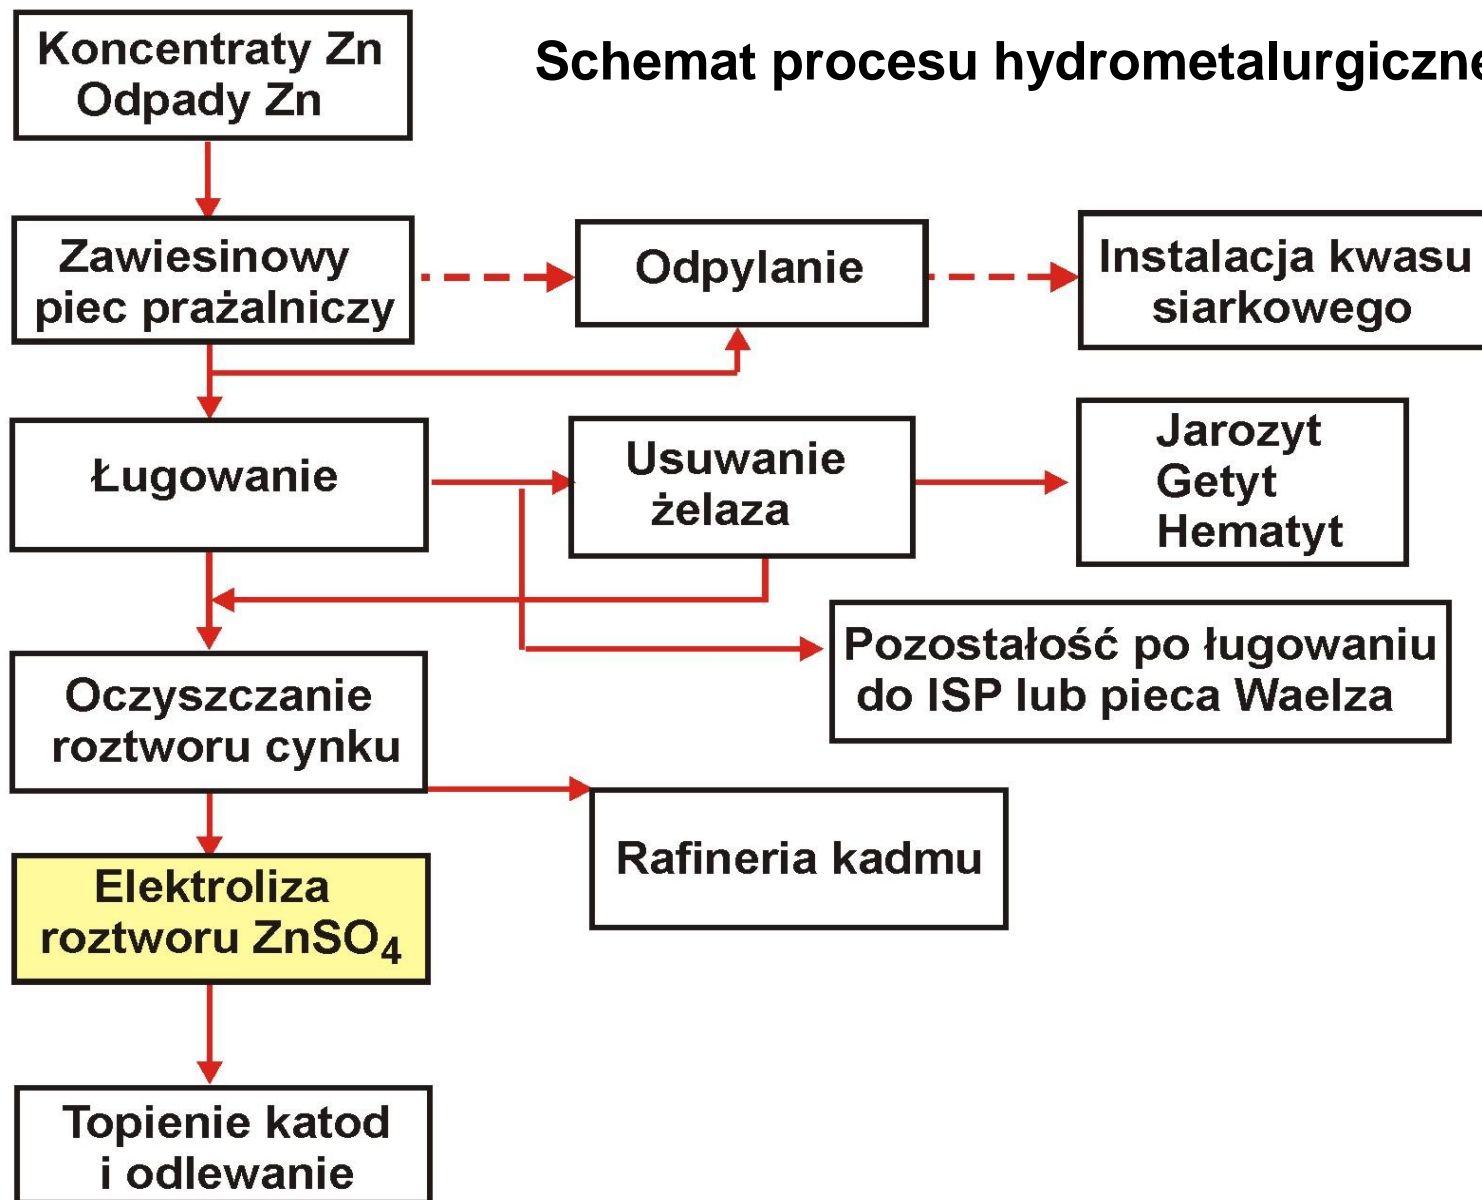 Schemat procesu hydrometalurgiczne
Koncentraty Zn
Odpady Zn
Zawiesinowy
piec prażalniczy
Odpylanie
Instalacja kwasu
siarkowego
Ługowanie
Usuwanie
żelaza
Jarozyt
Getyt
Hematyt
Pozostałość po ługowaniu
do ISP lub pieca Waelza
Oczyszczanie
roztworu cynku
Rafineria kadmu
Elektroliza
roztworu ZnSO₄
Topienie katod
i odlewanie